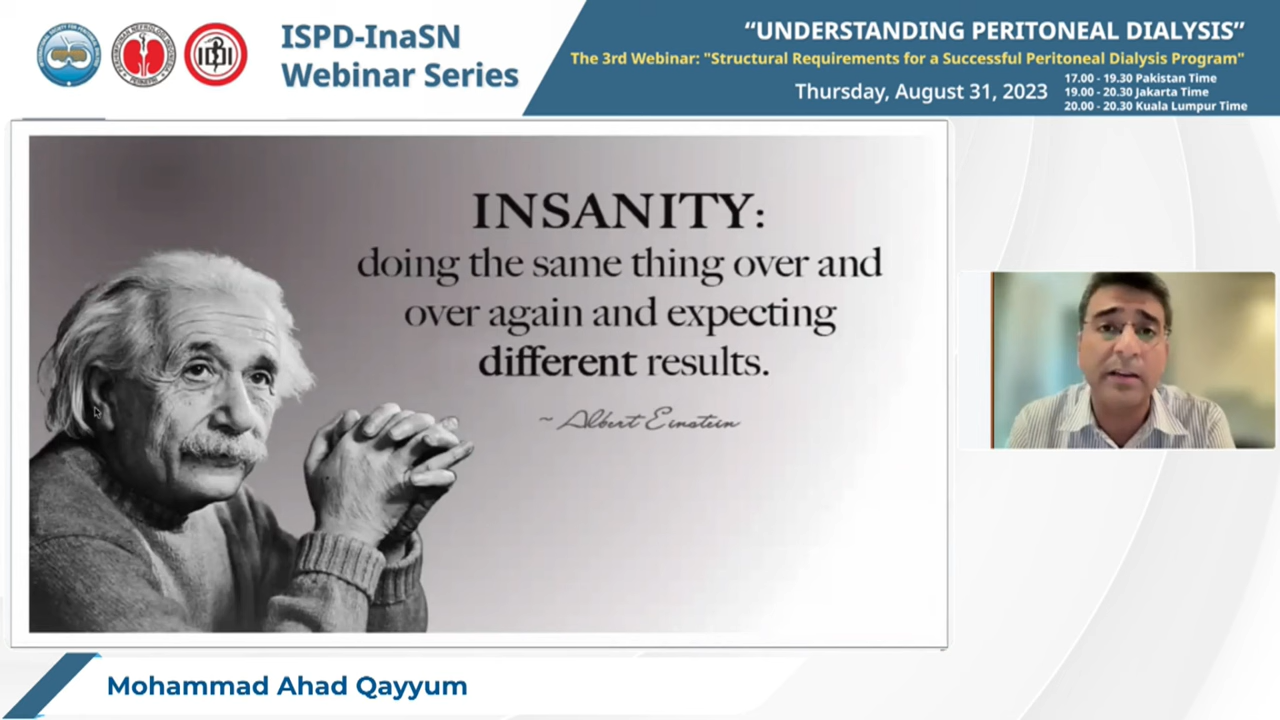 ISPD-InaSN
Webinar Series
"UNDERSTANDING PERITONEAL DIALYSIS"
The 3rd Webinar: "Structural Requirements for a Successful Peritoneal Dialysis Program"
Thursday, August 31, 2023
17.00 - 19.30 Pakistan Time
19.00 - 20.30 Jakarta Time
20.00 - 20.30 Kuala Lumpur Time
INSANITY:
doing the same thing over and
over again and expecting
different results.
~ Albert Einstein
Mohammad Ahad Qayyum